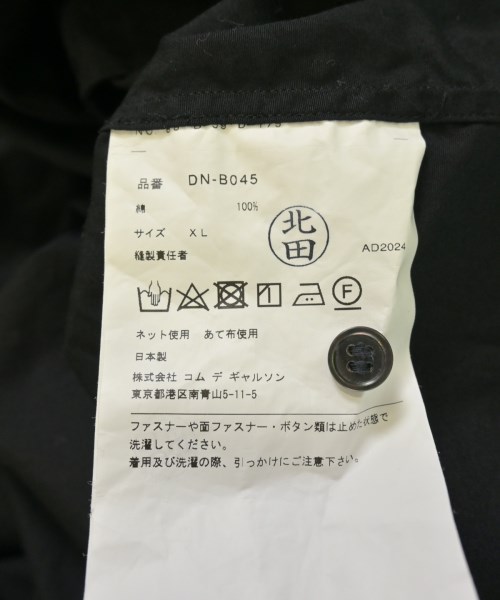 品番 DN-B045
綿 100%
サイズ XL
縫製責任者
北田
AD2024
F
ネット使用 あて布使用
日本製
株式会社 コム デ ギャルソン
東京都港区南青山5-11-5
ファスナーや面ファスナー・ボタン類は止めた状態で
洗濯してください。
着用及び洗濯の際、引っかけにご注意下さい。